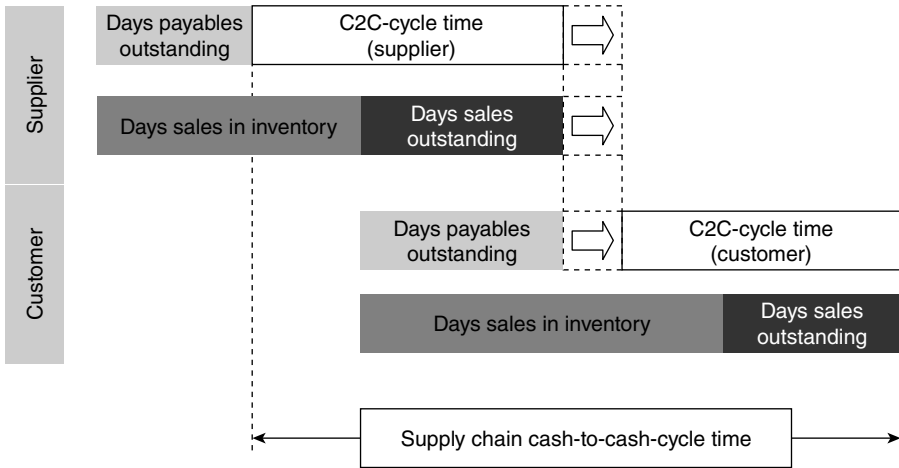 Supplier
Days payables
outstanding
C2C-cycle time
(supplier)
Days sales in inventory
Days sales
outstanding
Customer
Days payables
outstanding
C2C-cycle time
(customer)
Days sales in inventory
Days sales
outstanding
Supply chain cash-to-cash-cycle time